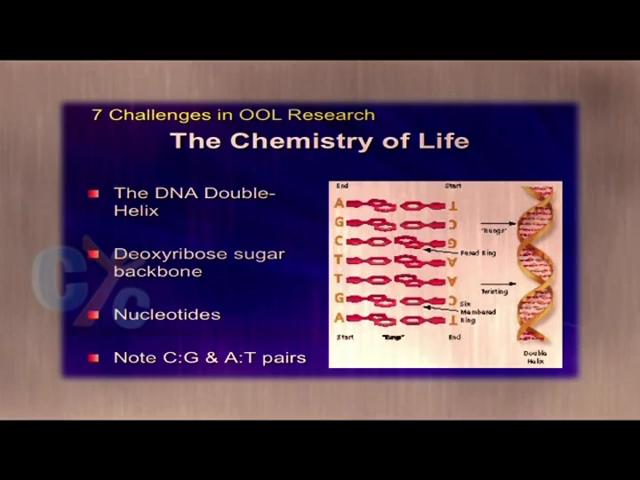 7 Challenges in OOL Research
The Chemistry of Life
The DNA Double-
Helix
Deoxyribose sugar
backbone
Nucleotides
Note C:G & A:T pairs
End
Start
A
T
G
C
C
G
T
A
T
A
G
C
A
T
"Rungs"
Fused Ring
Twisting
Six
Membered
Ring
Start
End
Double
Helix
CYC